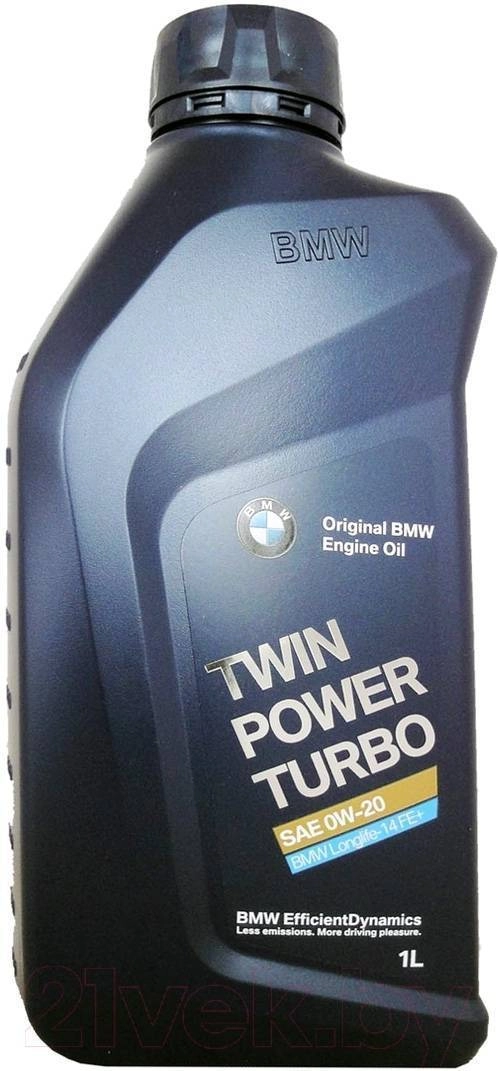 BMW
BMW
Original BMW
Engine Oil
TWIN
POWER
TURBO
SAE 0W-20
BMW Longlife-14 FE+
BMW EfficientDynamics
Less emissions. More driving pleasure.
1L
21vek.by